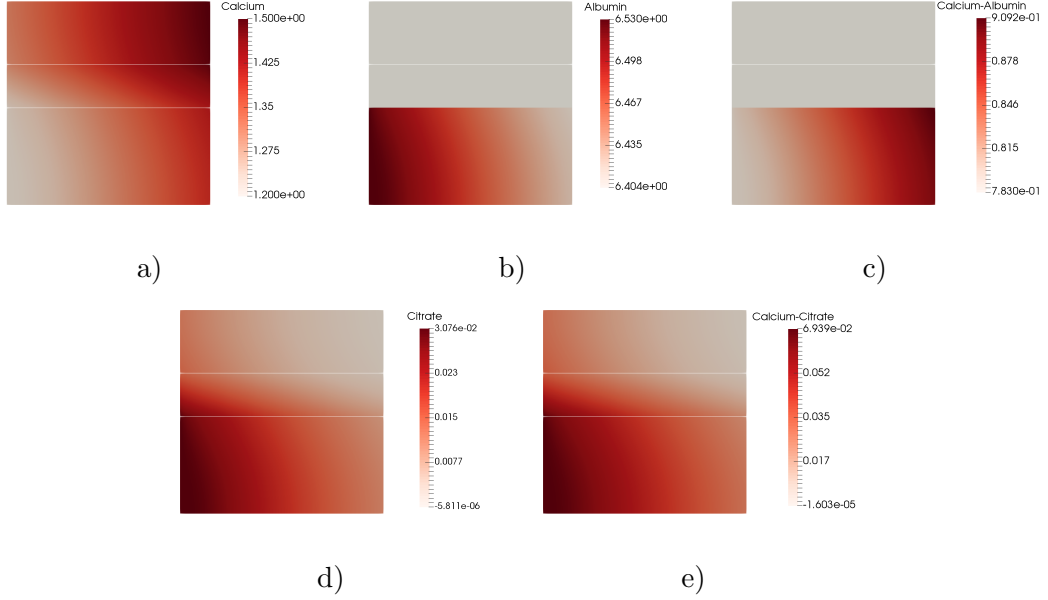 Calcium
1.500e+00
1.425
1.35
1.275
1.200e+00
a)
Albumin
6.530e+00
6.498
6.467
6.435
6.404e+00
b)
Calcium-Albumin
9.092e-01
0.878
0.846
0.815
7.830e-01
c)
Citrate
3.076e-02
0.023
0.015
0.0077
-5.811e-06
d)
Calcium-Citrate
6.939e-02
0.052
0.035
0.017
-1.603e-05
e)